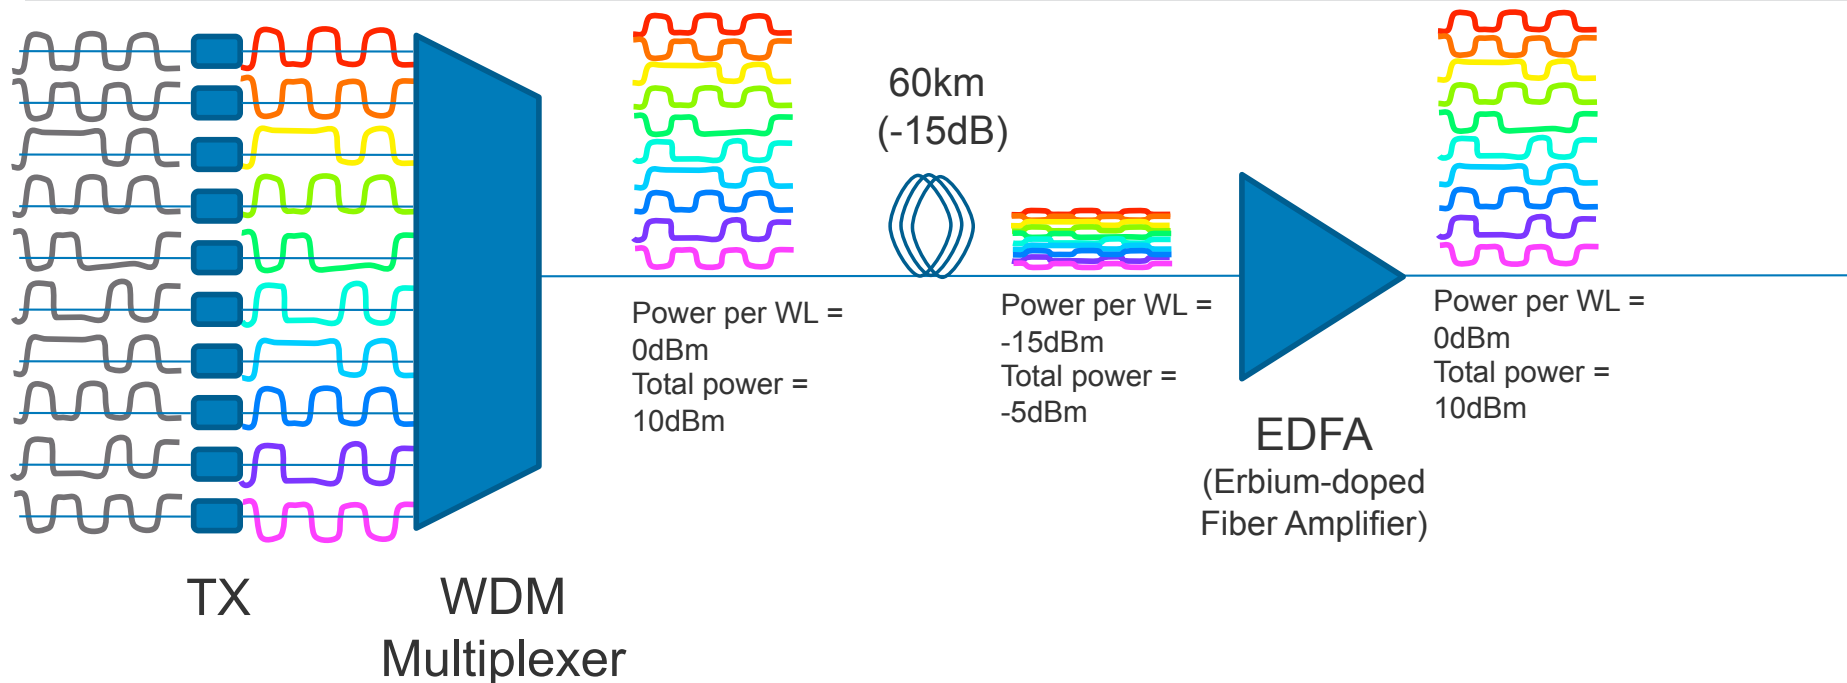 60km
(-15dB)
Power per WL =
0dBm
Total power =
10dBm
Power per WL =
-15dBm
Total power =
-5dBm
Power per WL =
0dBm
Total power =
10dBm
EDFA
(Erbium-doped
Fiber Amplifier)
TX
WDM
Multiplexer